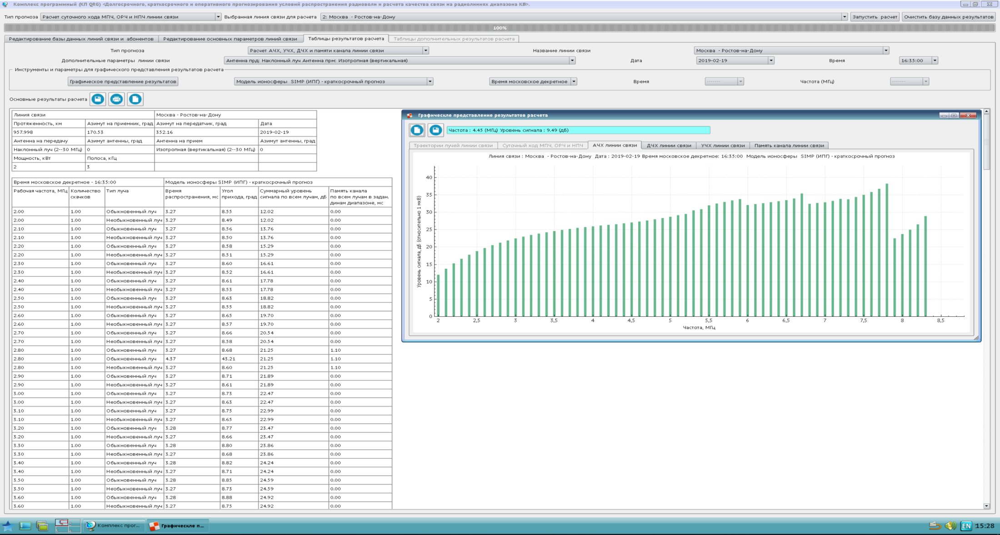 Комплекс программный (КП QRG) <Долгосрочного, краткосрочного и оперативного прогнозирования условий распространения радиоволн и расчета качества связи на радиолиниях диапазона КВ>.
Тип прогноза Расчет суточного хода МПЧ, ОРЧ и НПЧ линии связи Выбранная линия связи для расчета 2: Москва - Ростов-на-Дону Запустить расчет Очистить базу данных результатов
100%
Редактирование базы данных линий связи и абонентов Редактирование основных параметров линий связи Таблицы результатов расчета Таблицы дополнительных результатов расчета
Тип прогноза Расчет АЧХ, УЧХ, ДЧХ и памяти канала линии связи Название линии связи Москва - Ростов-на-Дону
Дополнительные параметры линии связи Антенна прд: Наклонный луч Антенна прм: Изотропная (вертикальная) Дата 2019-02-19 Время 16:35:00
Инструменты и параметры для графического представления результатов расчета
Графическое представление результатов Модель ионосферы SIMP (ИПГ) - краткосрочный прогноз Время московское декретное Время ------- Частота (МГц) -------
Основные результаты расчета
Линия связи Москва - Ростов-на-Дону
Протяженность, км Азимут на приемник, град Азимут на передатчик, град Дата
957.998 170.53 352.16 2019-02-19
Антенна на передачу Азимут антенны, град Антенна на прием Азимут антенны, град
Наклонный луч (2--30 МГц) 0 Изотропная (вертикальная) (2--30 МГц) 0
Мощность, кВт Полоса, кГц
2 3
Время московское декретное - 16:35:00 Модель ионосферы SIMP (ИПГ) - краткосрочный прогноз
Рабочая частота, МГц Количество Тип луча Время Угол Суммарный уровень Память канала
скачков распространения, мс прихода, град сигнала по всем лучам, дБ по всем лучам в задан.
динам диапазоне, мс
2.00 1.00 Обыкновенный луч 3.27 8.55 12.02 0.00
2.00 1.00 Необыкновенный луч 3.27 8.49 12.02 0.00
2.10 1.00 Обыкновенный луч 3.27 8.56 13.76 0.00
2.10 1.00 Необыкновенный луч 3.27 8.50 13.76 0.00
2.20 1.00 Обыкновенный луч 3.27 8.58 15.29 0.00
2.20 1.00 Необыкновенный луч 3.27 8.51 15.29 0.00
2.30 1.00 Обыкновенный луч 3.27 8.60 16.61 0.00
2.30 1.00 Необыкновенный луч 3.27 8.52 16.61 0.00
2.40 1.00 Обыкновенный луч 3.27 8.61 17.78 0.00
2.40 1.00 Необыкновенный луч 3.27 8.53 17.78 0.00
2.50 1.00 Обыкновенный луч 3.27 8.63 18.82 0.00
2.50 1.00 Необыкновенный луч 3.27 8.55 18.82 0.00
2.60 1.00 Обыкновенный луч 3.27 8.65 19.70 0.00
2.60 1.00 Необыкновенный луч 3.27 8.57 19.70 0.00
2.70 1.00 Обыкновенный луч 3.27 8.66 20.54 0.00
2.70 1.00 Необыкновенный луч 3.27 8.58 20.54 0.00
2.80 1.00 Обыкновенный луч 3.27 8.68 21.25 1.10
2.80 1.00 Обыкновенный луч 4.37 43.21 21.25 1.10
2.80 1.00 Необыкновенный луч 3.27 8.60 21.25 1.10
2.90 1.00 Обыкновенный луч 3.27 8.71 21.89 0.00
2.90 1.00 Необыкновенный луч 3.27 8.61 21.89 0.00
3.00 1.00 Обыкновенный луч 3.27 8.73 22.47 0.00
3.00 1.00 Необыкновенный луч 3.27 8.63 22.47 0.00
3.10 1.00 Обыкновенный луч 3.27 8.75 22.99 0.00
3.10 1.00 Необыкновенный луч 3.27 8.65 22.99 0.00
3.20 1.00 Обыкновенный луч 3.28 8.77 23.47 0.00
3.20 1.00 Необыкновенный луч 3.27 8.66 23.47 0.00
3.30 1.00 Обыкновенный луч 3.28 8.80 23.86 0.00
3.30 1.00 Необыкновенный луч 3.27 8.68 23.86 0.00
3.40 1.00 Обыкновенный луч 3.28 8.82 24.24 0.00
3.40 1.00 Необыкновенный луч 3.27 8.71 24.24 0.00
3.50 1.00 Обыкновенный луч 3.28 8.85 24.59 0.00
3.50 1.00 Необыкновенный луч 3.27 8.73 24.59 0.00
3.60 1.00 Обыкновенный луч 3.28 8.88 24.92 0.00
3.60 1.00 Необыкновенный луч 3.27 8.75 24.92 0.00
Графическле представление результатов расчета
Частота : 4.45 (МГц) Уровень сигнала : 9.49 (дБ)
Траектории лучей линии связи Суточный ход МПЧ, ОРЧ и НПЧ АЧХ линии связи ДЧХ линии связи УЧХ линии связи Память канала линии связи
Линия связи : Москва - Ростов-на-Дону Дата : 2019-02-19 Время московское декретное: 16:35:00 Модель ионосферы SIMP (ИПГ) - краткосрочный прогноз
Уровень сигнала, дБ (относительно 1 мкВ)
40
35
30
25
20
15
10
5
0
2 2,5 3 3,5 4 4,5 5 5,5 6 6,5 7 7,5 8 8,5
Частота, МГц
Комплекс прог... Графическле п... EN 15:28